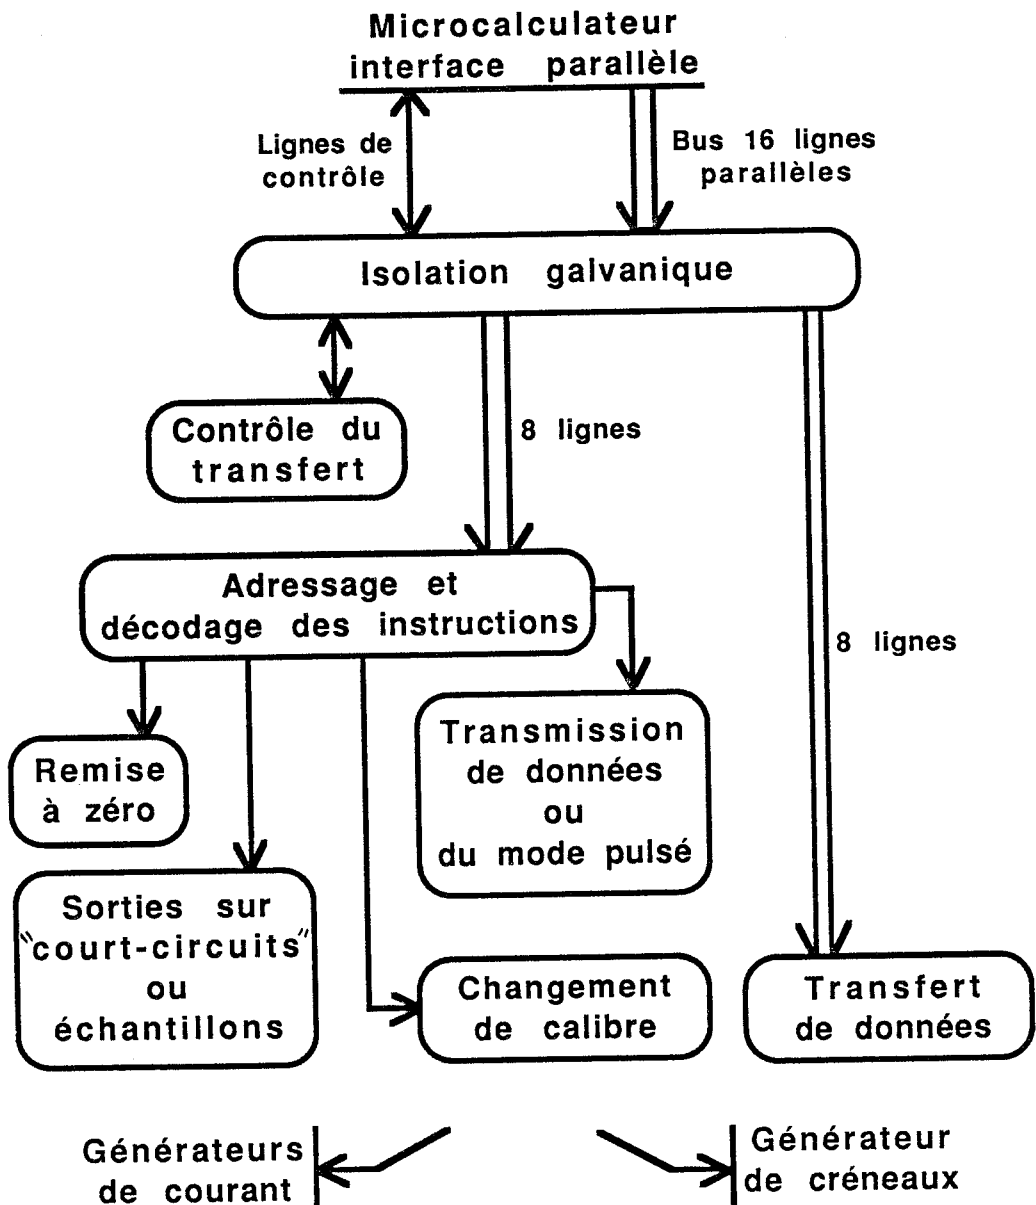 Microcalculateur
interface parallèle
Lignes de
contrôle
Bus 16 lignes
parallèles
Isolation galvanique
Contrôle du
transfert
8 lignes
Adressage et
décodage des instructions
8 lignes
Remise
à zéro
Transmission
de données
ou
du mode pulsé
Sorties sur
"court-circuits"
ou
échantillons
Changement
de calibre
Transfert
de données
Générateurs
de courant
Générateur
de créneaux